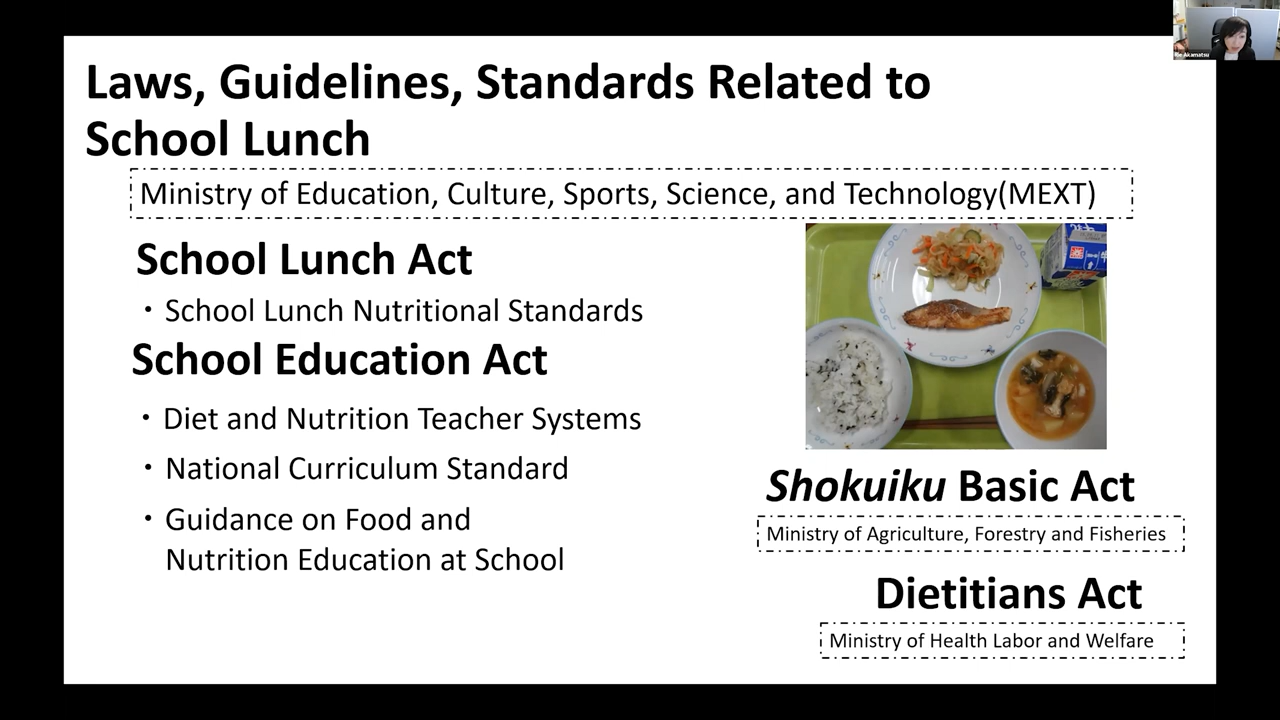 Laws, Guidelines, Standards Related to
School Lunch
Ministry of Education, Culture, Sports, Science, and Technology(MEXT)
School Lunch Act
・School Lunch Nutritional Standards
School Education Act
・Diet and Nutrition Teacher Systems
・National Curriculum Standard
・Guidance on Food and
Nutrition Education at School
Shokuiku Basic Act
Ministry of Agriculture, Forestry and Fisheries
Dietitians Act
Ministry of Health Labor and Welfare
Akamatsu